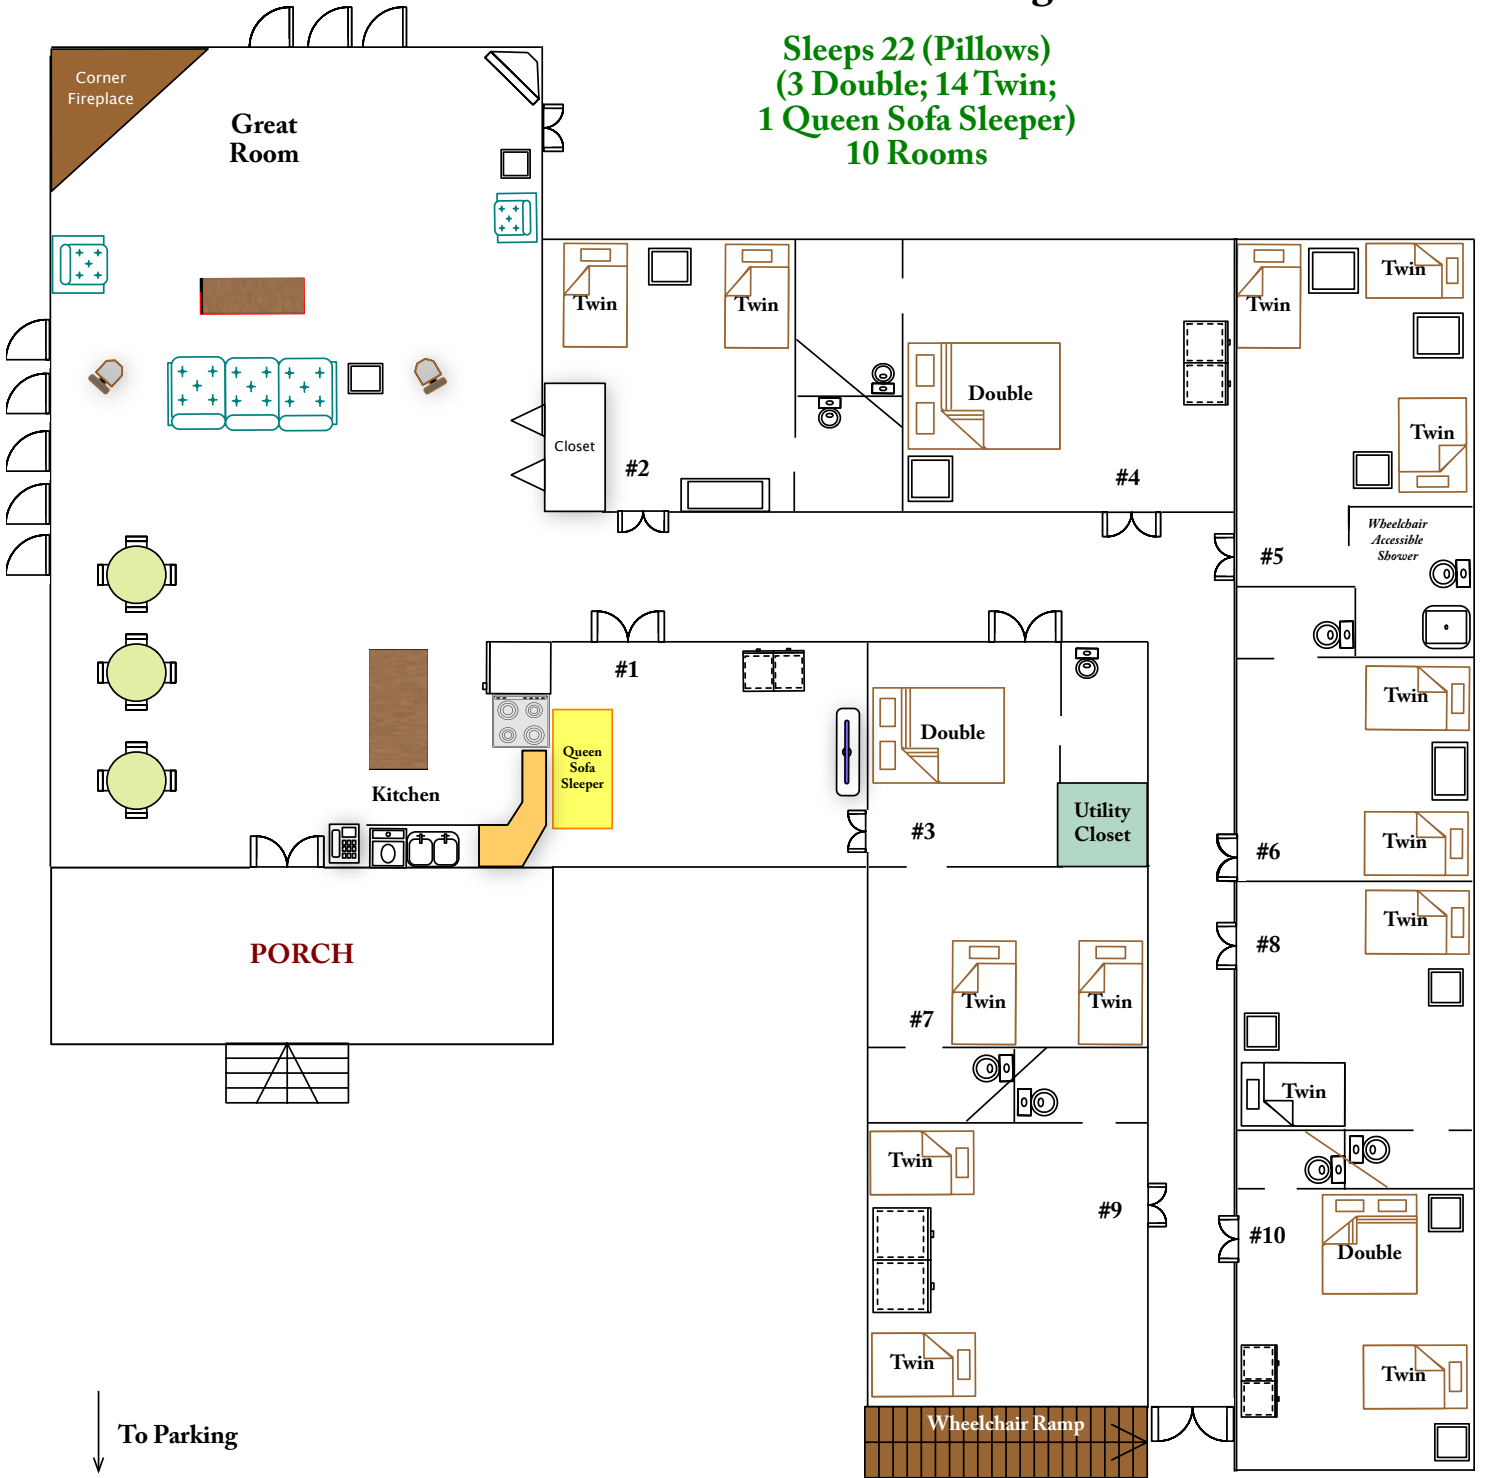 Sleeps 22 (Pillows)
(3 Double; 14 Twin;
1 Queen Sofa Sleeper)
10 Rooms
Corner
Fireplace
Great
Room
Twin
Twin
Closet
#2
Double
#4
Twin
Twin
Twin
#5
Wheelchair
Accessible
Shower
#1
Queen
Sofa
Sleeper
Kitchen
Double
#3
Utility
Closet
Twin
Twin
#6
PORCH
#7
Twin
Twin
#8
Twin
Twin
Twin
#9
Twin
#10
Double
Twin
Wheelchair Ramp
To Parking